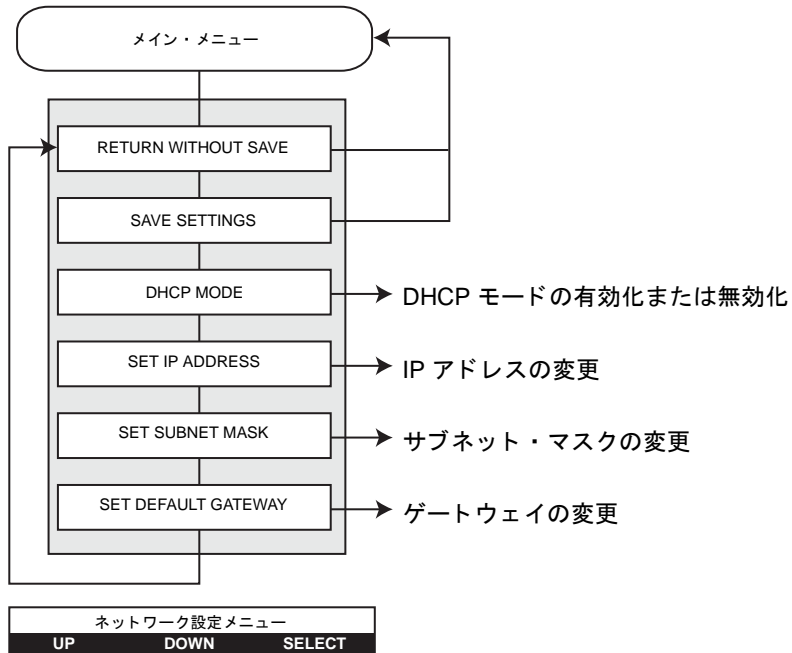 メイン・メニュー
RETURN WITHOUT SAVE
SAVE SETTINGS
DHCP MODE
DHCP モードの有効化または無効化
SET IP ADDRESS
IP アドレスの変更
SET SUBNET MASK
サブネット・マスクの変更
SET DEFAULT GATEWAY
ゲートウェイの変更
ネットワーク設定メニュー
UP DOWN SELECT